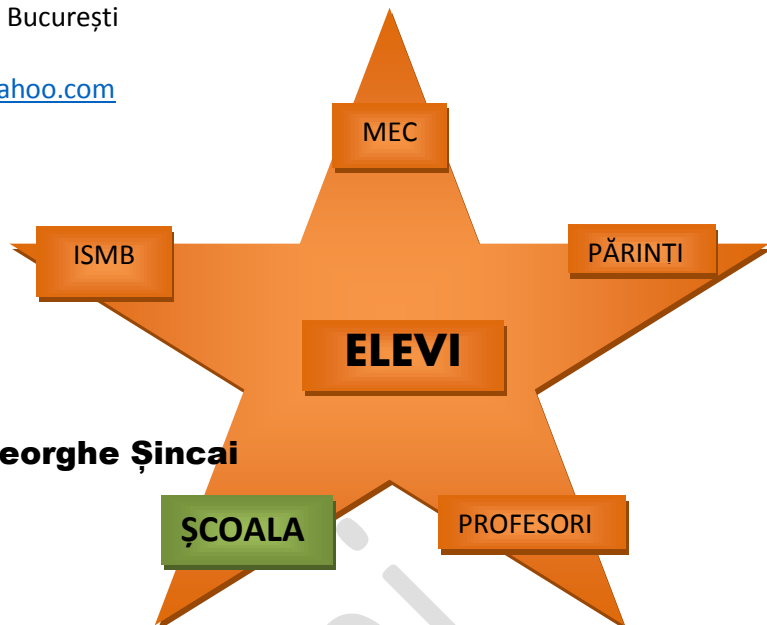 București
ahoo.com
MEC
ISMB
PĂRINȚI
ELEVI
eorghe Șincai
ȘCOALA
PROFESORI